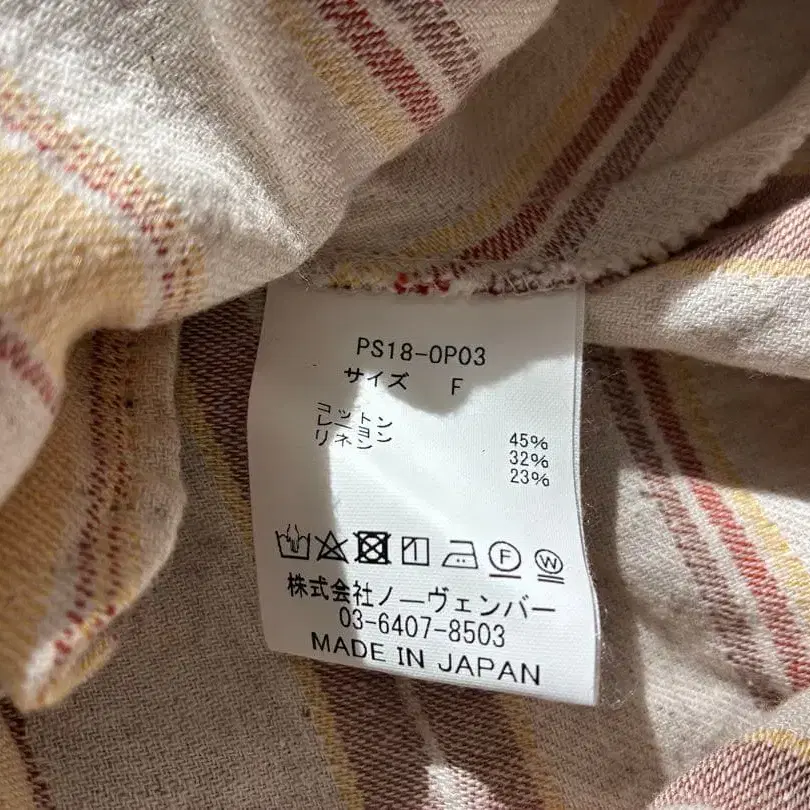 PS18-OP03
サイズ F
コットン 45%
レーヨン 32%
リネン 23%
F W
株式会社ノーヴェンバー
03-6407-8503
MADE IN JAPAN